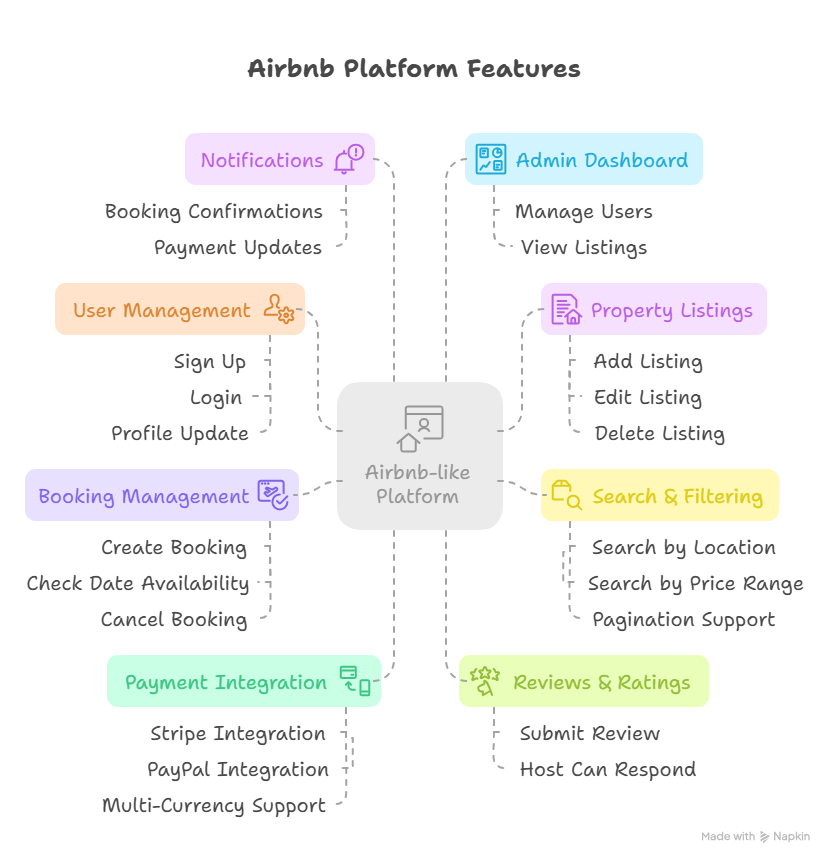 Airbnb Platform Features
Notifications
Booking Confirmations
Payment Updates
Admin Dashboard
Manage Users
View Listings
User Management
Sign Up
Login
Profile Update
Property Listings
Add Listing
Edit Listing
Delete Listing
Airbnb-like
Platform
Booking Management
Create Booking
Check Date Availability
Cancel Booking
Search & Filtering
Search by Location
Search by Price Range
Pagination Support
Payment Integration
Stripe Integration
PayPal Integration
Multi-Currency Support
Reviews & Ratings
Submit Review
Host Can Respond
Made with Napkin